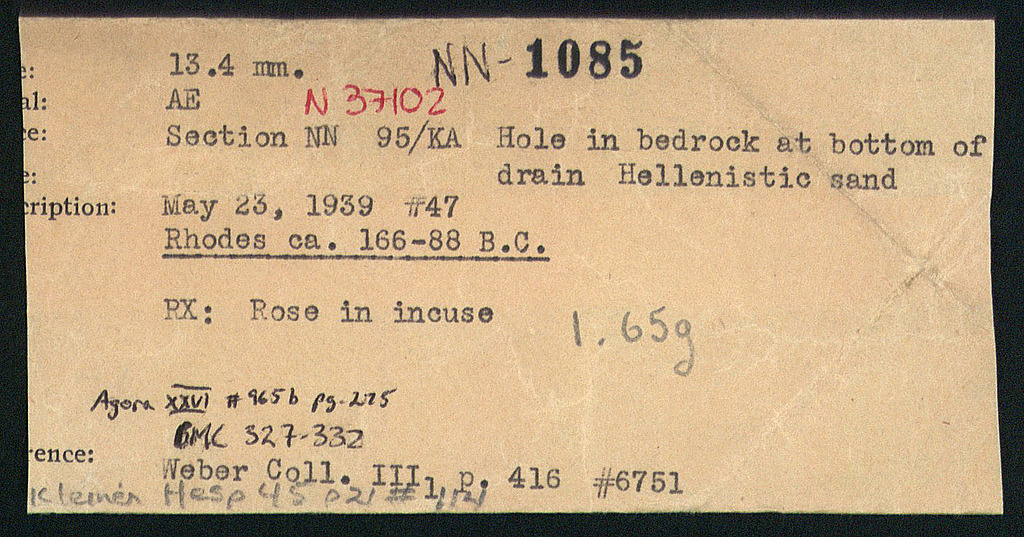 e: 13.4 mm. NN-1085
al: AE N 37102
ce: Section NN 95/KA Hole in bedrock at bottom of
e: drain Hellenistic sand
cription: May 23, 1939 #47
Rhodes ca. 166-88 B.C.
RX: Rose in incuse
1.65g
Agora XXVI # 965b pg. 275
BMC 327-332
rence: Weber Coll. III, p. 416 #6751
Kleiner Hesp 45 p21 #